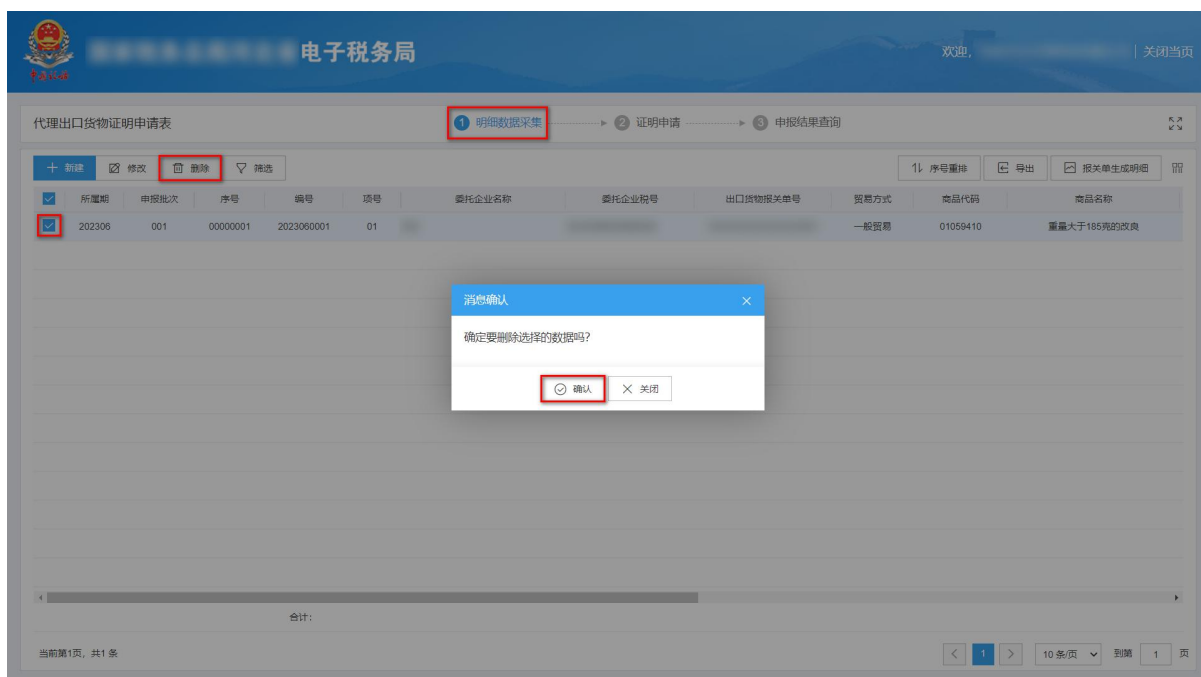 电子税务局
欢迎,
| 关闭当页
代理出口货物证明申请表
1 明细数据采集
2 证明申请
3 申报结果查询
新建 修改 删除 筛选
序号重排 导出 报关单生成明细
所属期 申报批次 序号 编号 项号 委托企业名称 委托企业税号 出口货物报关单号 贸易方式 商品代码 商品名称
202306 001 00000001 2023060001 01 一般贸易 01059410 重量大于185克的改良
消息确认
确定要删除选择的数据吗?
确认 关闭
合计:
当前第1页, 共1 条
1 10 条/页 到第 1 页